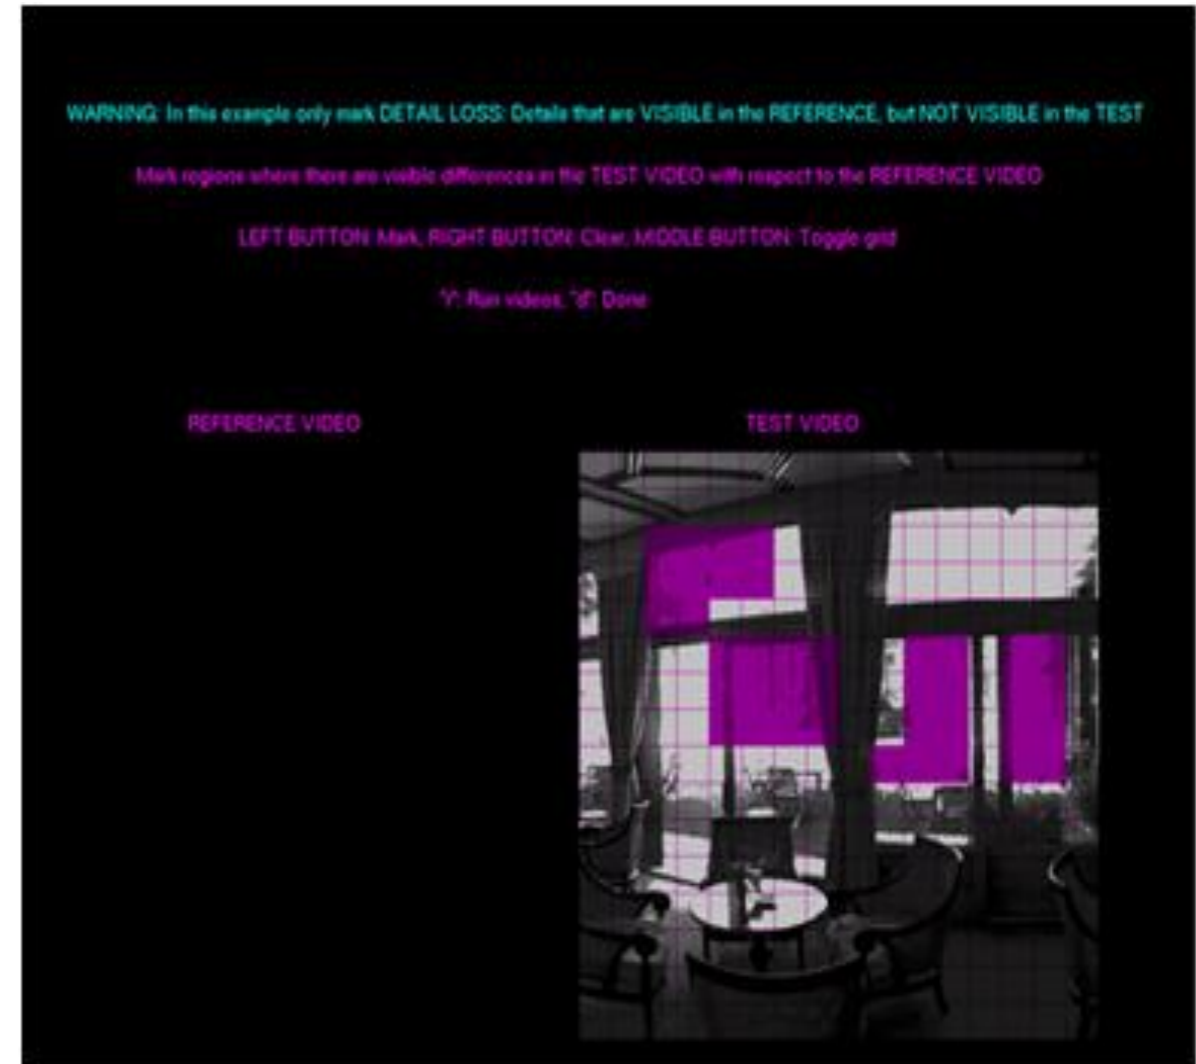 WARNING: In this example only mark DETAIL LOSS: Details that are VISIBLE in the REFERENCE, but NOT VISIBLE in the TEST
Mark regions where there are visible differences in the TEST VIDEO with respect to the REFERENCE VIDEO
LEFT BUTTON: Mark, RIGHT BUTTON: Clear, MIDDLE BUTTON: Toggle grid
"r": Run videos, "d": Done
REFERENCE VIDEO
TEST VIDEO